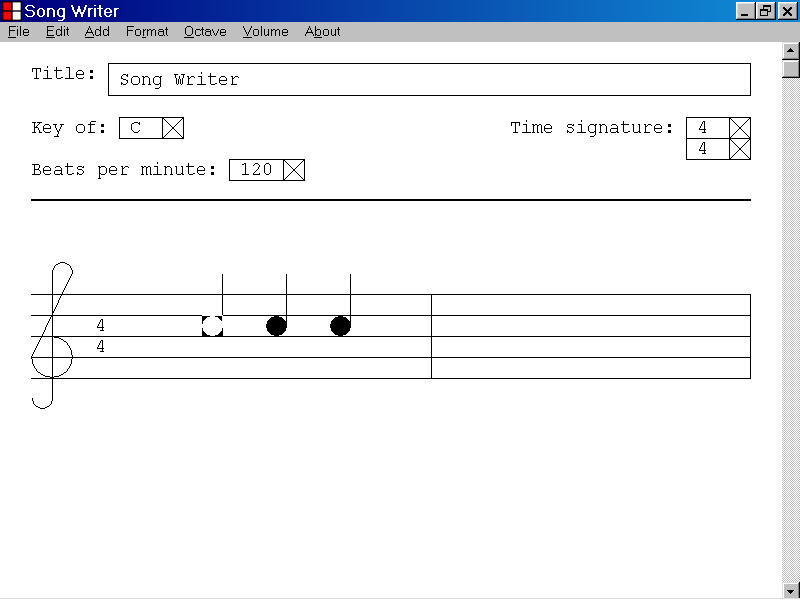 Song Writer
File Edit Add Format Octave Volume About
Title: Song Writer
Key of: C Time signature: 4
4
Beats per minute: 120
4
4